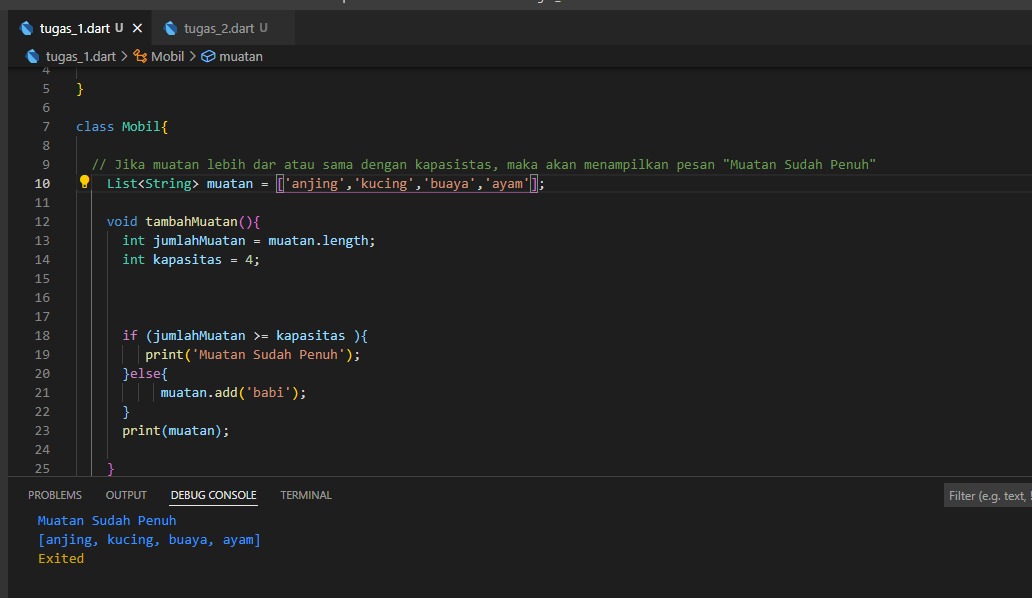 tugas_1.dart U
tugas_2.dart U
tugas_1.dart > Mobil > muatan
4
5 }
6
7 class Mobil{
8
9 // Jika muatan lebih dar atau sama dengan kapasistas, maka akan menampilkan pesan "Muatan Sudah Penuh"
10 List<String> muatan = ['anjing','kucing','buaya','ayam'];
11
12 void tambahMuatan(){
13 int jumlahMuatan = muatan.length;
14 int kapasitas = 4;
15
16
17
18 if (jumlahMuatan >= kapasitas ){
19 print('Muatan Sudah Penuh');
20 }else{
21 muatan.add('babi');
22 }
23 print(muatan);
24
25 }
PROBLEMS OUTPUT DEBUG CONSOLE TERMINAL Filter (e.g. text,
Muatan Sudah Penuh
[anjing, kucing, buaya, ayam]
Exited